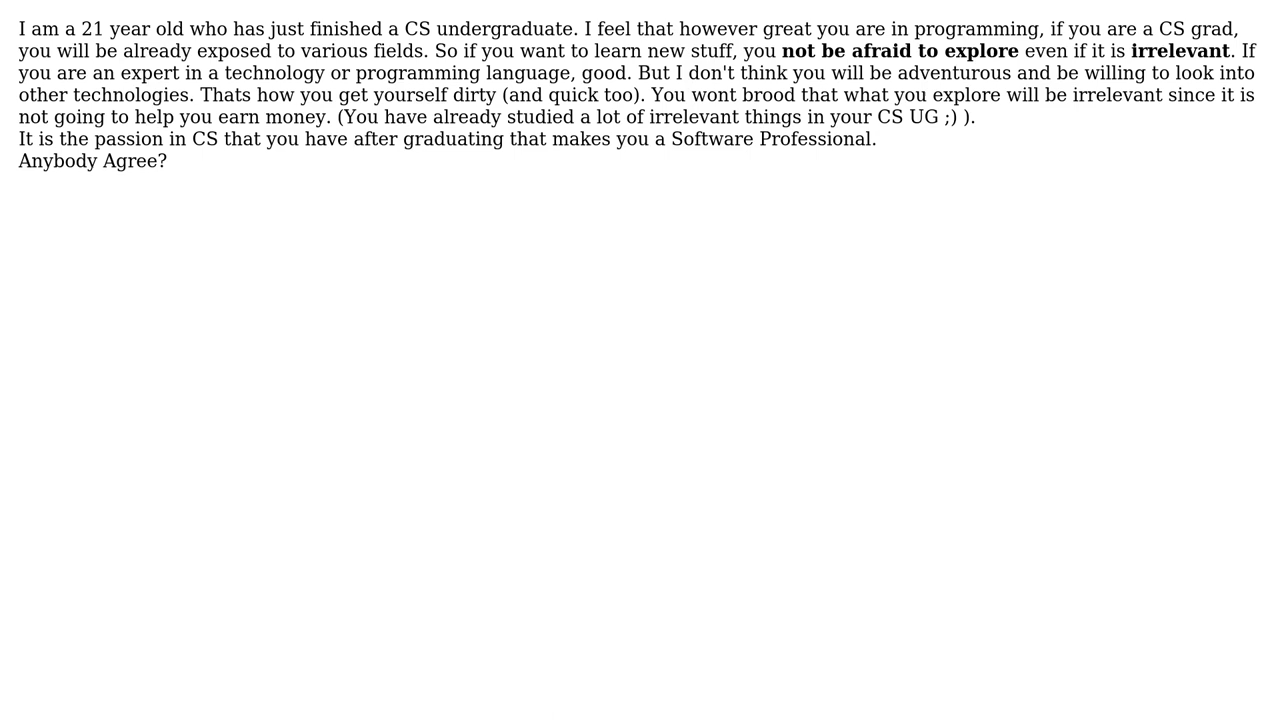 I am a 21 year old who has just finished a CS undergraduate. I feel that however great you are in programming, if you are a CS grad,
you will be already exposed to various fields. So if you want to learn new stuff, you not be afraid to explore even if it is irrelevant. If
you are an expert in a technology or programming language, good. But I don't think you will be adventurous and be willing to look into
other technologies. Thats how you get yourself dirty (and quick too). You wont brood that what you explore will be irrelevant since it is
not going to help you earn money. (You have already studied a lot of irrelevant things in your CS UG ;) ).
It is the passion in CS that you have after graduating that makes you a Software Professional.
Anybody Agree?